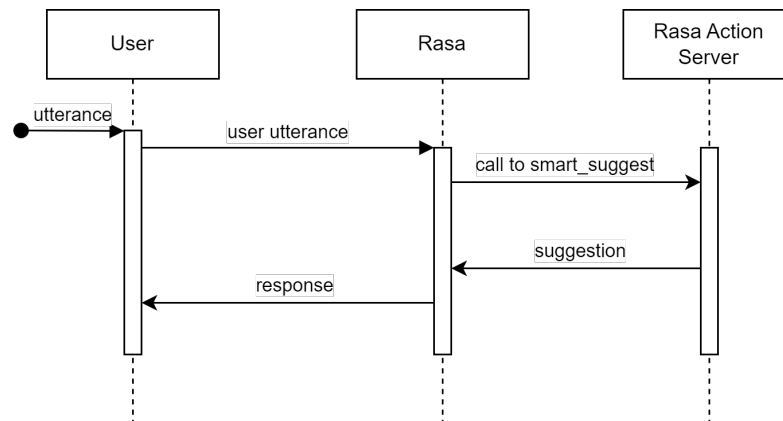 User
Rasa
Rasa Action
Server
utterance
user utterance
call to smart_suggest
suggestion
response